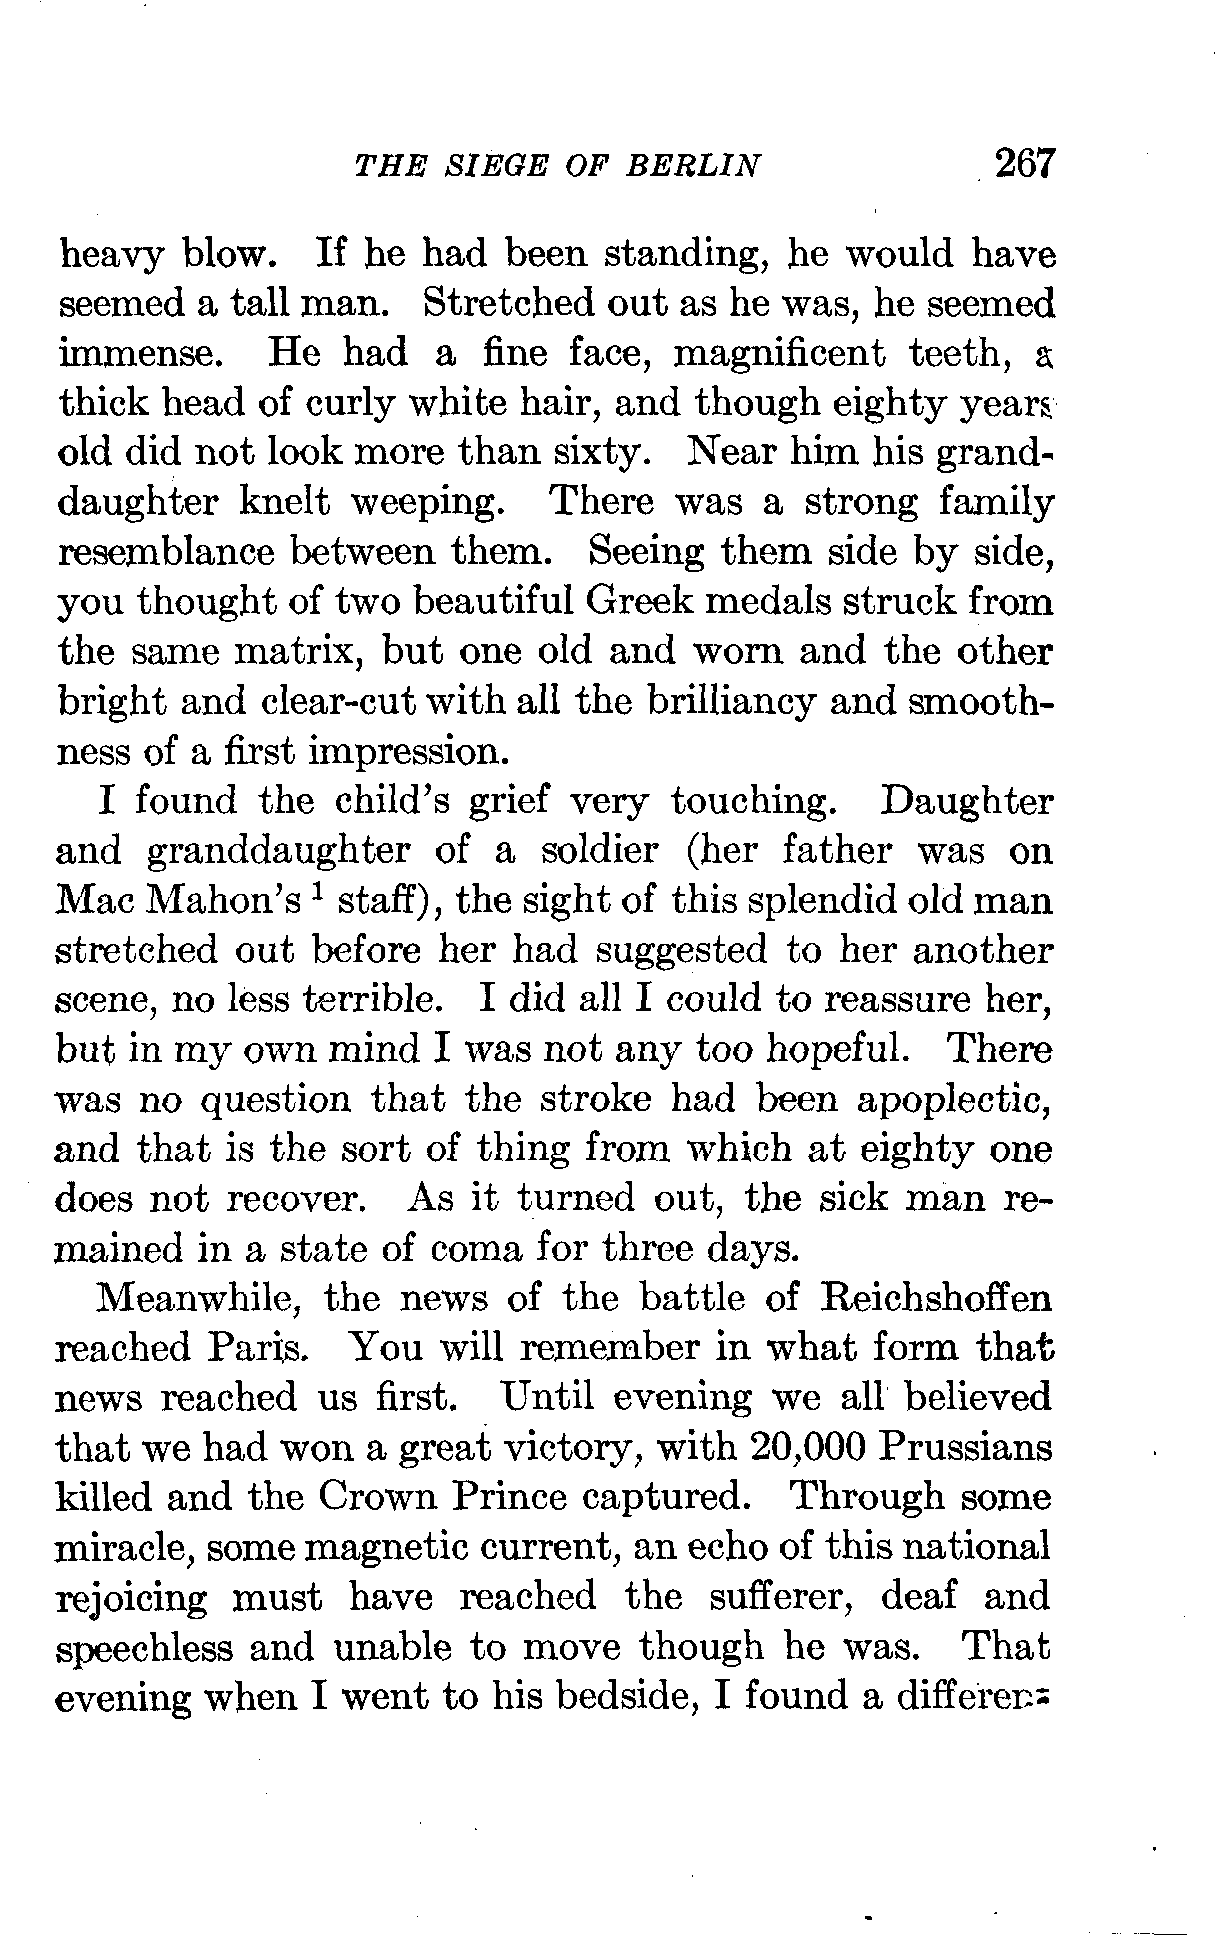 THE SIEGE OF BERLIN 267
heavy blow. If he had been standing, he would have
seemed a tall man. Stretched out as he was, he seemed
immense. He had a fine face, magnificent teeth, a
thick head of curly white hair, and though eighty years
old did not look more than sixty. Near him his grand-
daughter knelt weeping. There was a strong family
resemblance between them. Seeing them side by side,
you thought of two beautiful Greek medals struck from
the same matrix, but one old and worn and the other
bright and clear-cut with all the brilliancy and smooth-
ness of a first impression.
I found the child's grief very touching. Daughter
and granddaughter of a soldier (her father was on
Mac Mahon's ¹ staff), the sight of this splendid old man
stretched out before her had suggested to her another
scene, no less terrible. I did all I could to reassure her,
but in my own mind I was not any too hopeful. There
was no question that the stroke had been apoplectic,
and that is the sort of thing from which at eighty one
does not recover. As it turned out, the sick man re-
mained in a state of coma for three days.
Meanwhile, the news of the battle of Reichshoffen
reached Paris. You will remember in what form that
news reached us first. Until evening we all believed
that we had won a great victory, with 20,000 Prussians
killed and the Crown Prince captured. Through some
miracle, some magnetic current, an echo of this national
rejoicing must have reached the sufferer, deaf and
speechless and unable to move though he was. That
evening when I went to his bedside, I found a different